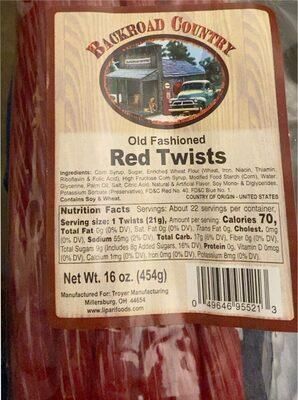 BACKROAD COUNTRY
Old Fashioned
Red Twists
Ingredients: Corn Syrup, Sugar, Enriched Wheat Flour (Wheat, Iron, Niacin, Thiamin,
Riboflavin & Folic Acid), High Fructose Corn Syrup, Modified Food Starch (Corn), Water,
Glycerine, Palm Oil, Salt, Citric Acid, Natural & Artificial Flavor, Soy Mono- & Diglycerides,
Potassium Sorbate (Preservative), FD&C Red No. 40, FD&C Blue No. 1.
Contains Soy & Wheat.
COUNTRY OF ORIGIN - UNITED STATES
Nutrition Facts Servings: About 22 servings per container,
Serving size: 1 Twists (21g), Amount per serving: Calories 70,
Total Fat 0g (0% DV), Sat. Fat 0g (0% DV), Trans Fat 0g, Cholest. 0mg
(0% DV), Sodium 55mg (2% DV), Total Carb. 17g (6% DV), Fiber 0g (0% DV),
Total Sugars 9g (Includes 8g Added Sugars, 16% DV), Protein 0g, Vitamin D 0mcg
(0% DV), Calcium 1mg (0% DV), Iron 0mg (0% DV), Potassium 8mg (0% DV).
Net Wt. 16 oz. (454g)
Manufactured For: Troyer Manufacturing
Millersburg, OH 44654
www.liparifoods.com
0 49646 95521 3